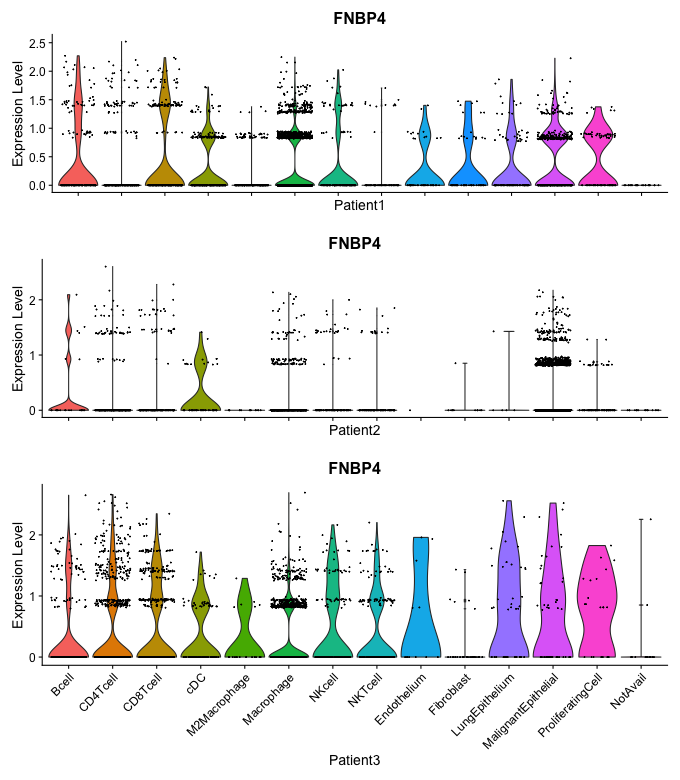 FNBP4
Expression Level
2.5
2.0
1.5
1.0
0.5
0.0
Patient1
FNBP4
Expression Level
2
1
0
Patient2
FNBP4
Expression Level
2
1
0
Bcell
CD4Tcell
CD8Tcell
cDC
M2Macrophage
Macrophage
NKcell
NKTcell
Endothelium
Fibroblast
LungEpithelium
MalignantEpithelial
ProliferatingCell
NotAvail
Patient3